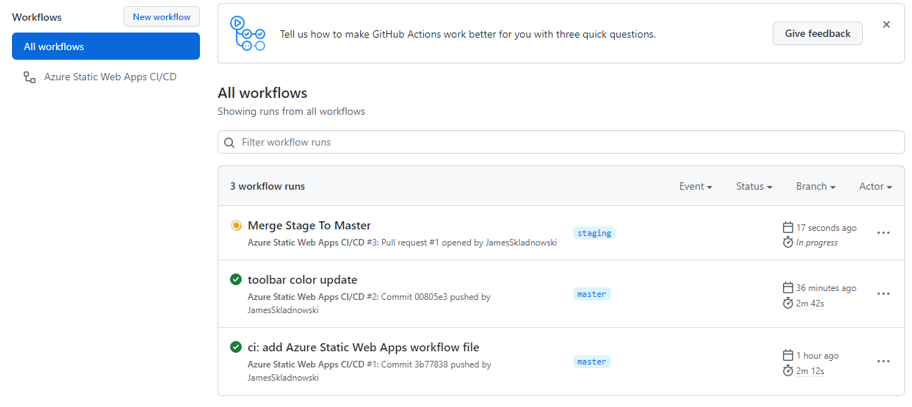 Workflows
New workflow
All workflows
Azure Static Web Apps CI/CD
Tell us how to make GitHub Actions work better for you with three quick questions.
Give feedback
All workflows
Showing runs from all workflows
Filter workflow runs
3 workflow runs
Event
Status
Branch
Actor
Merge Stage To Master
Azure Static Web Apps CI/CD #3: Pull request #1 opened by JamesSkladnowski
staging
17 seconds ago
In progress
toolbar color update
Azure Static Web Apps CI/CD #2: Commit 00805e3 pushed by
JamesSkladnowski
master
36 minutes ago
2m 42s
ci: add Azure Static Web Apps workflow file
Azure Static Web Apps CI/CD #1: Commit 3b77838 pushed by
JamesSkladnowski
master
1 hour ago
2m 12s